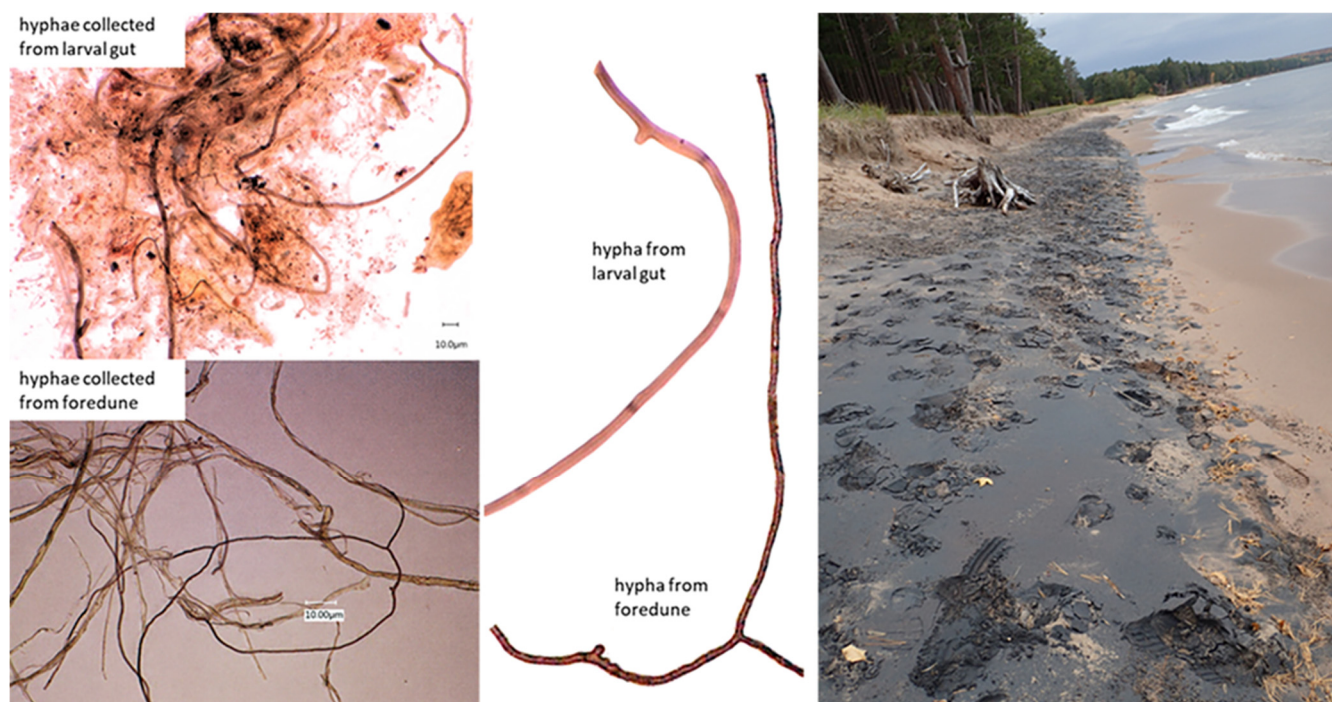 hyphae collected
from larval gut
10.0µm
hyphae collected
from foredune
10.00µm
hypha from
larval gut
hypha from
foredune